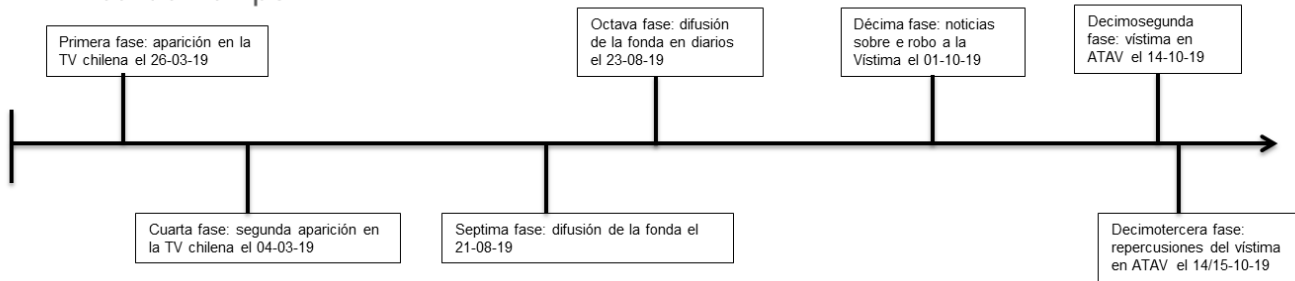 Primera fase: aparición en la
TV chilena el 26-03-19
Octava fase: difusión
de la fonda en diarios
el 23-08-19
Décima fase: noticias
sobre e robo a la
Vístima el 01-10-19
Decimosegunda
fase: vístima en
ATAV el 14-10-19
Cuarta fase: segunda aparición en
la TV chilena el 04-03-19
Septima fase: difusión de la fonda el
21-08-19
Decimotercera fase:
repercusiones del vístima
en ATAV el 14/15-10-19